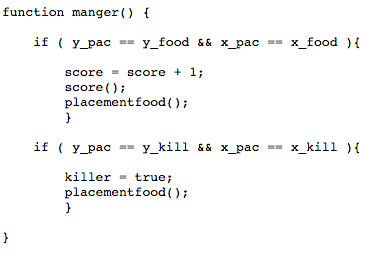 function manger() {
if ( y_pac == y_food && x_pac == x_food ){
score = score + 1;
score();
placementfood();
}
if ( y_pac == y_kill && x_pac == x_kill ){
killer = true;
placementfood();
}
}